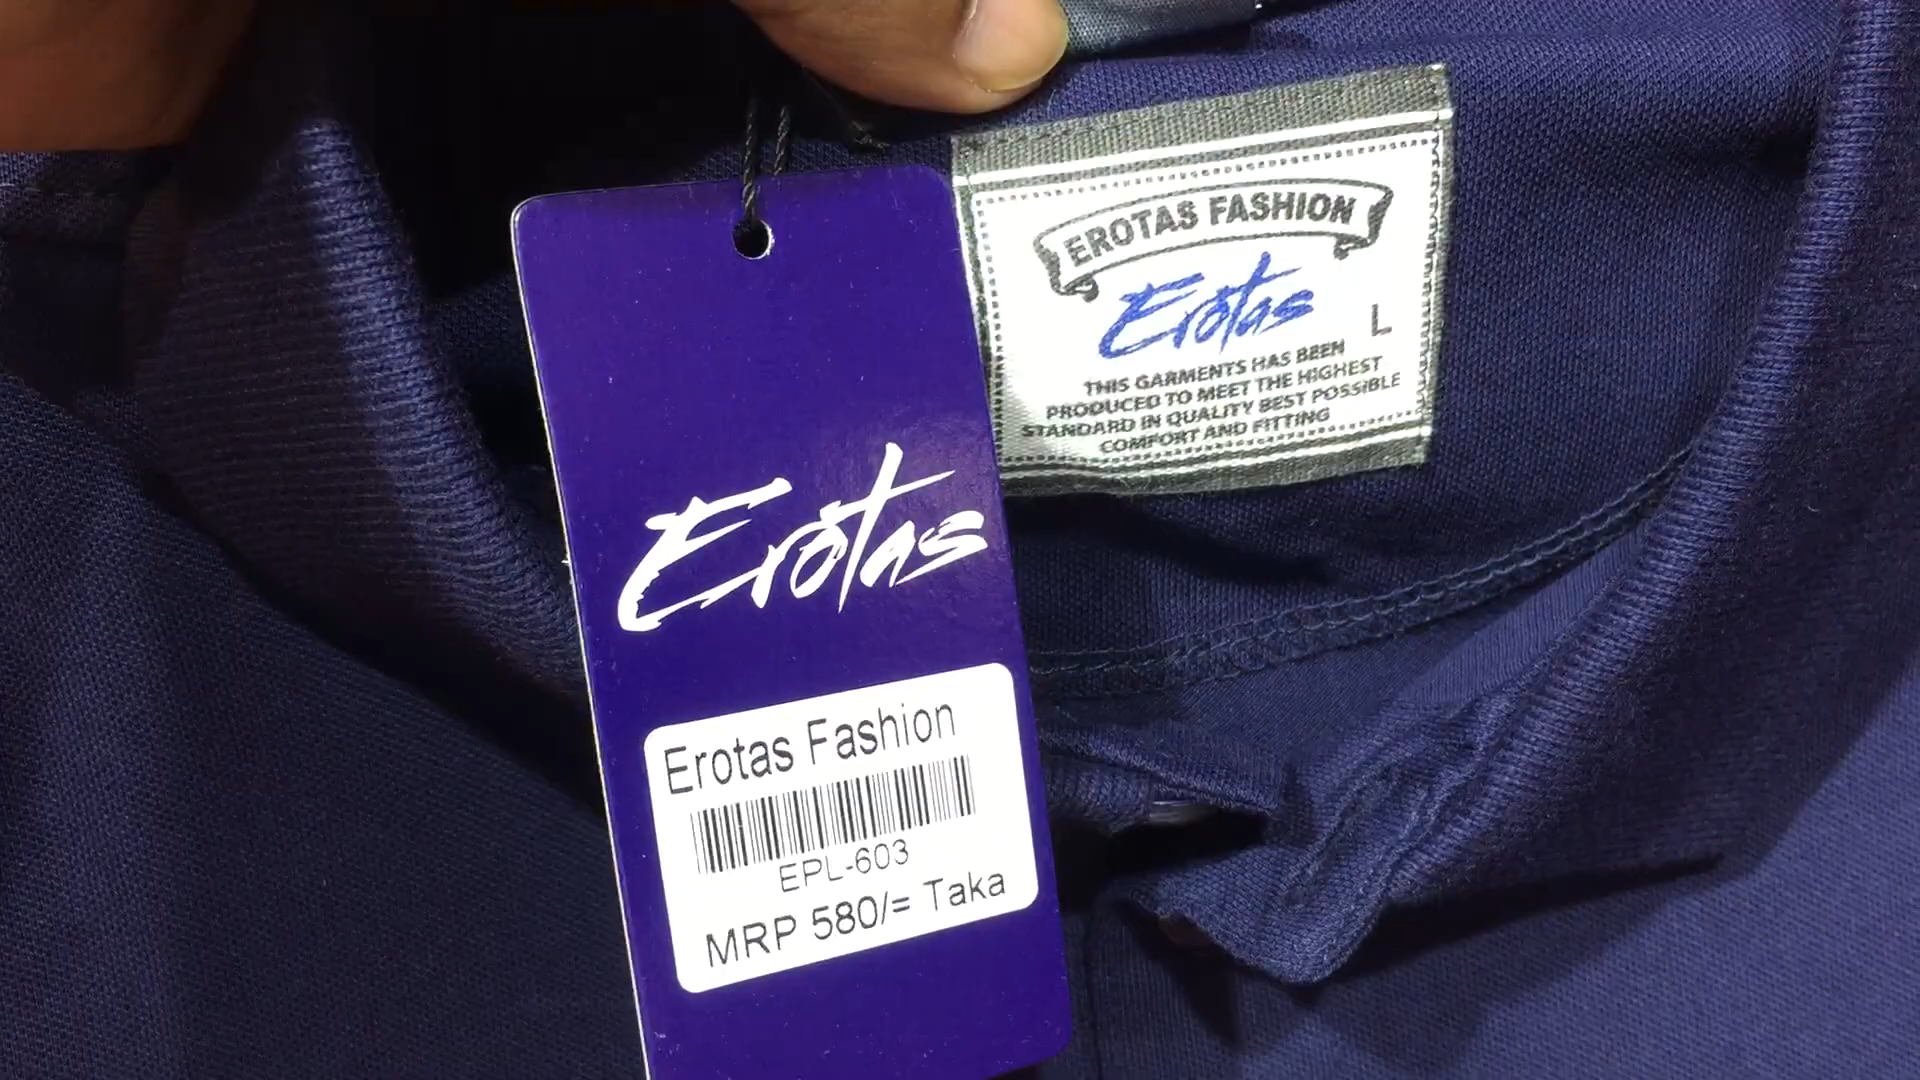 EROTAS FASHION
Erotas
L
THIS GARMENTS HAS BEEN
PRODUCED TO MEET THE HIGHEST
STANDARD IN QUALITY BEST POSSIBLE
COMFORT AND FITTING
Erotas
Erotas Fashion
EPL-603
MRP 580/= Taka